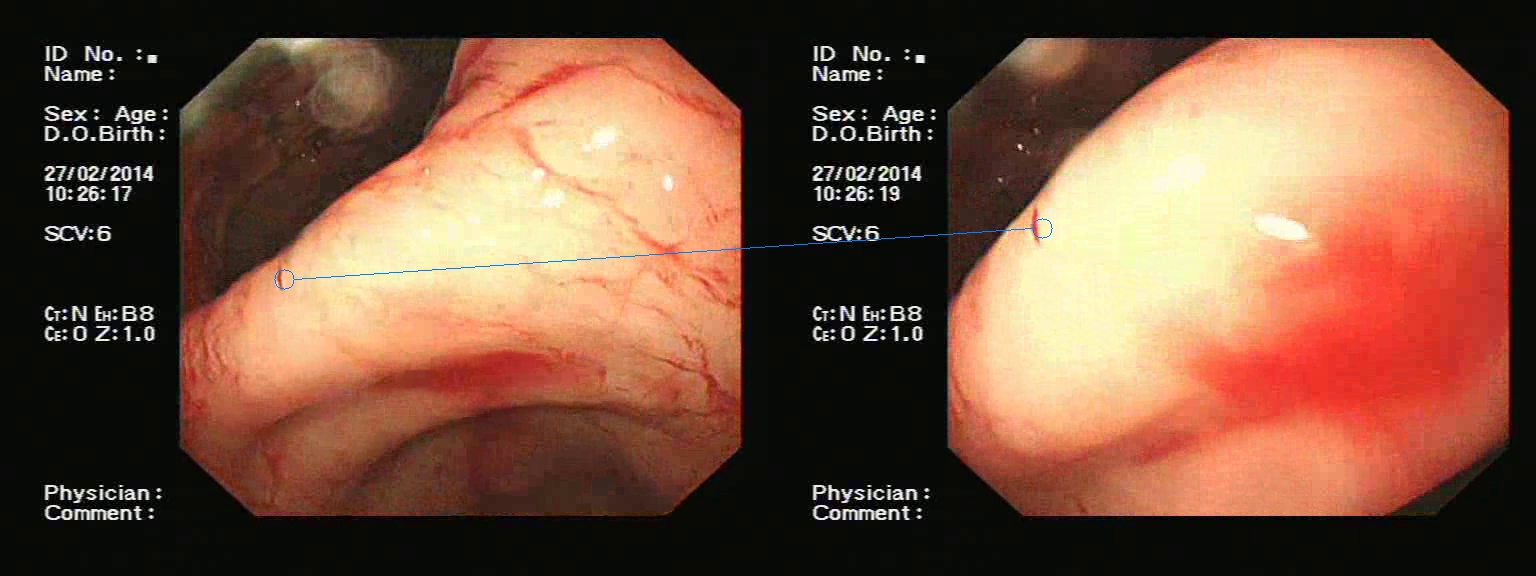 ID No. :
Name:
Sex: Age:
D.O.Birth:
27/02/2014
10:26:17
SCV:6
CT:N EH:B8
CE:0 Z:1.0
Physician:
Comment:
ID No. :
Name:
Sex: Age:
D.O.Birth:
27/02/2014
10:26:19
SCV:6
CT:N EH:B8
CE:0 Z:1.0
Physician:
Comment: